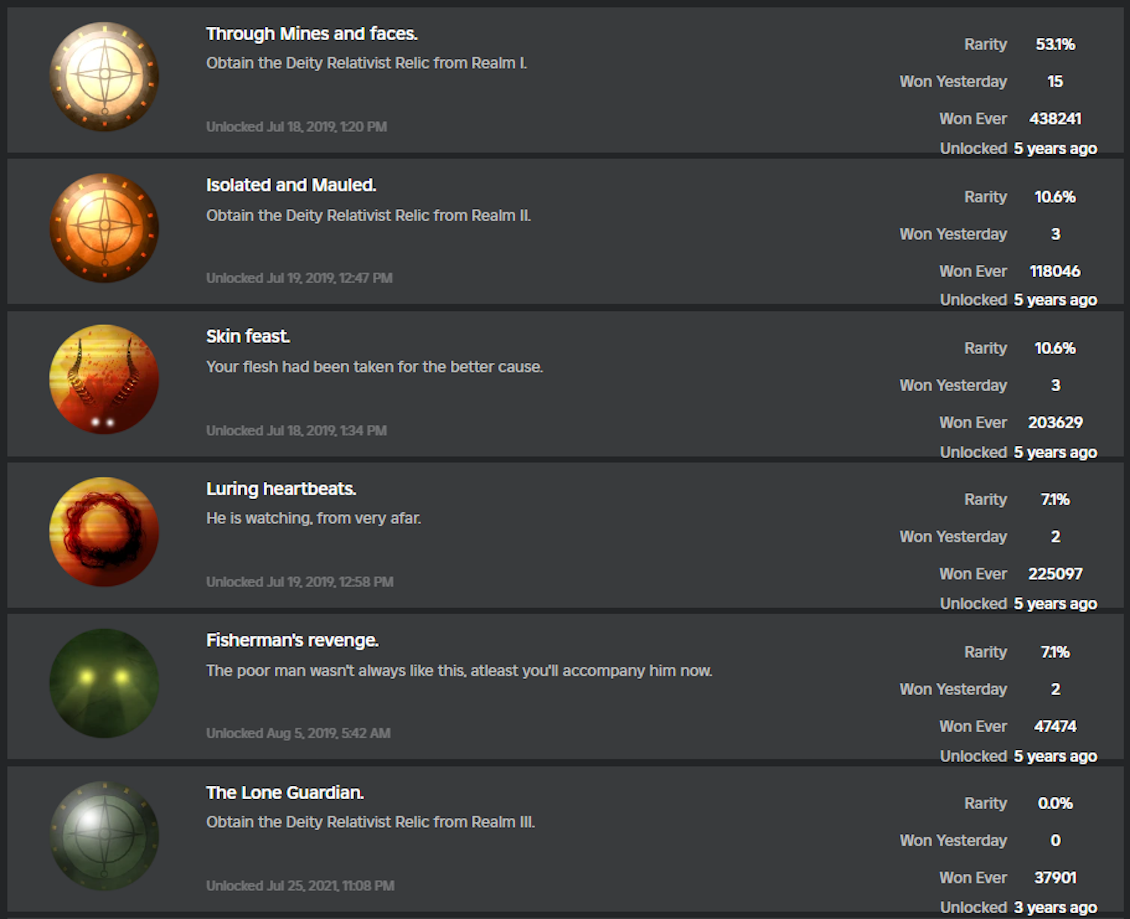 Through Mines and faces.
Obtain the Deity Relativist Relic from Realm I.
Unlocked Jul 18, 2019, 1:20 PM
Rarity 53.1%
Won Yesterday 15
Won Ever 438241
Unlocked 5 years ago
Isolated and Mauled.
Obtain the Deity Relativist Relic from Realm II.
Unlocked Jul 19, 2019, 12:47 PM
Rarity 10.6%
Won Yesterday 3
Won Ever 118046
Unlocked 5 years ago
Skin feast.
Your flesh had been taken for the better cause.
Unlocked Jul 18, 2019, 1:34 PM
Rarity 10.6%
Won Yesterday 3
Won Ever 203629
Unlocked 5 years ago
Luring heartbeats.
He is watching, from very afar.
Unlocked Jul 19, 2019, 12:58 PM
Rarity 7.1%
Won Yesterday 2
Won Ever 225097
Unlocked 5 years ago
Fisherman's revenge.
The poor man wasn't always like this, atleast you'll accompany him now.
Unlocked Aug 5, 2019, 5:42 AM
Rarity 7.1%
Won Yesterday 2
Won Ever 47474
Unlocked 5 years ago
The Lone Guardian.
Obtain the Deity Relativist Relic from Realm III.
Unlocked Jul 25, 2021, 11:08 PM
Rarity 0.0%
Won Yesterday 0
Won Ever 37901
Unlocked 3 years ago